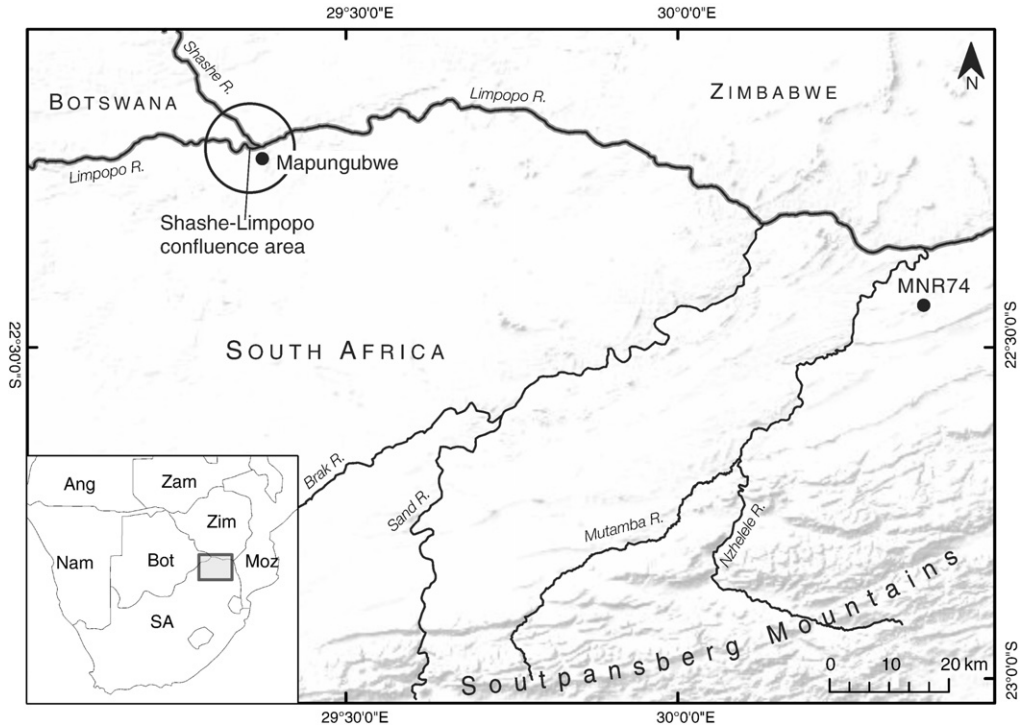 29°30'0"E
30°0'0"E
Shashe R.
BOTSWANA
Limpopo R.
ZIMBABWE
N
Limpopo R.
Mapungubwe
Shashe-Limpopo
confluence area
MNR74
22°30'0"S
SOUTH AFRICA
22°30'0"S
Brak R.
Sand R.
Mutamba R.
Nzhelele R.
Ang
Zam
Zim
Nam
Bot
Moz
SA
Soutpansberg Mountains
0 10 20 km
23°0'0"S
29°30'0"E
30°0'0"E